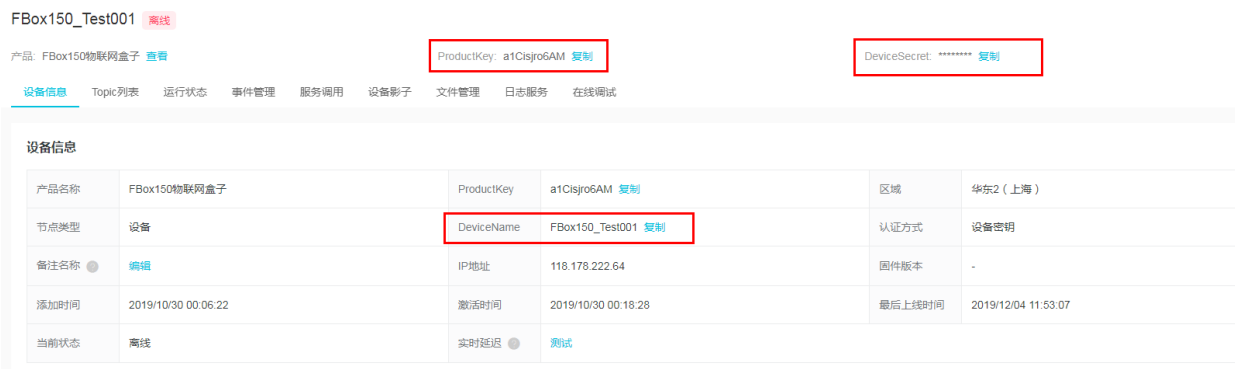 FBox150_Test001 离线
产品: FBox150物联网盒子 查看 ProductKey: a1Cisjro6AM 复制 DeviceSecret: ******** 复制
设备信息 Topic列表 运行状态 事件管理 服务调用 设备影子 文件管理 日志服务 在线调试
设备信息
产品名称 FBox150物联网盒子 ProductKey a1Cisjro6AM 复制 区域 华东2（上海）
节点类型 设备 DeviceName FBox150_Test001 复制 认证方式 设备密钥
备注名称 ? 编辑 IP地址 118.178.222.64 固件版本 -
添加时间 2019/10/30 00:06:22 激活时间 2019/10/30 00:18:28 最后上线时间 2019/12/04 11:53:07
当前状态 离线 实时延迟 ? 测试